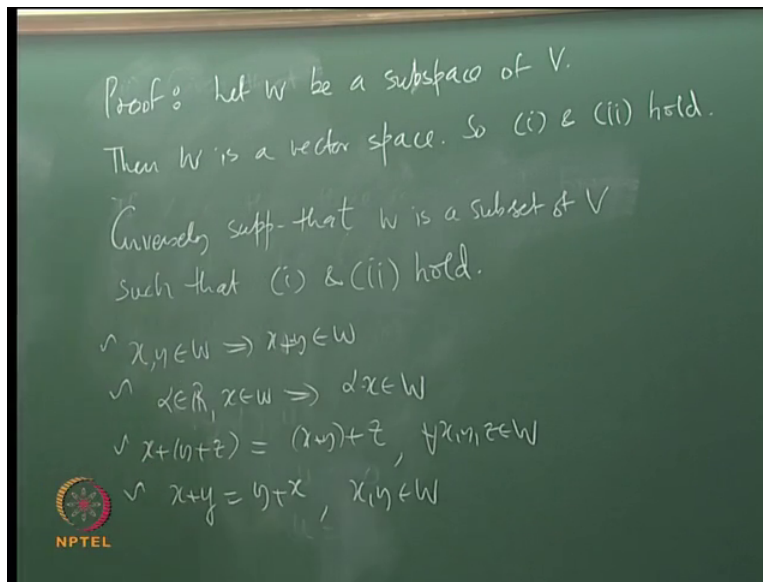 Proof: Let W be a subspace of V.
Then W is a vector space. So (i) & (ii) hold.
Conversely supp. that W is a subset of V
such that (i) & (ii) hold.
✓ x,y∈W ⇒ x+y∈W
✓ α∈ℝ, x∈W ⇒ α·x∈W
✓ x+(y+z) = (x+y)+z, ∀x,y,z∈W
✓ x+y = y+x, x,y∈W
NPTEL